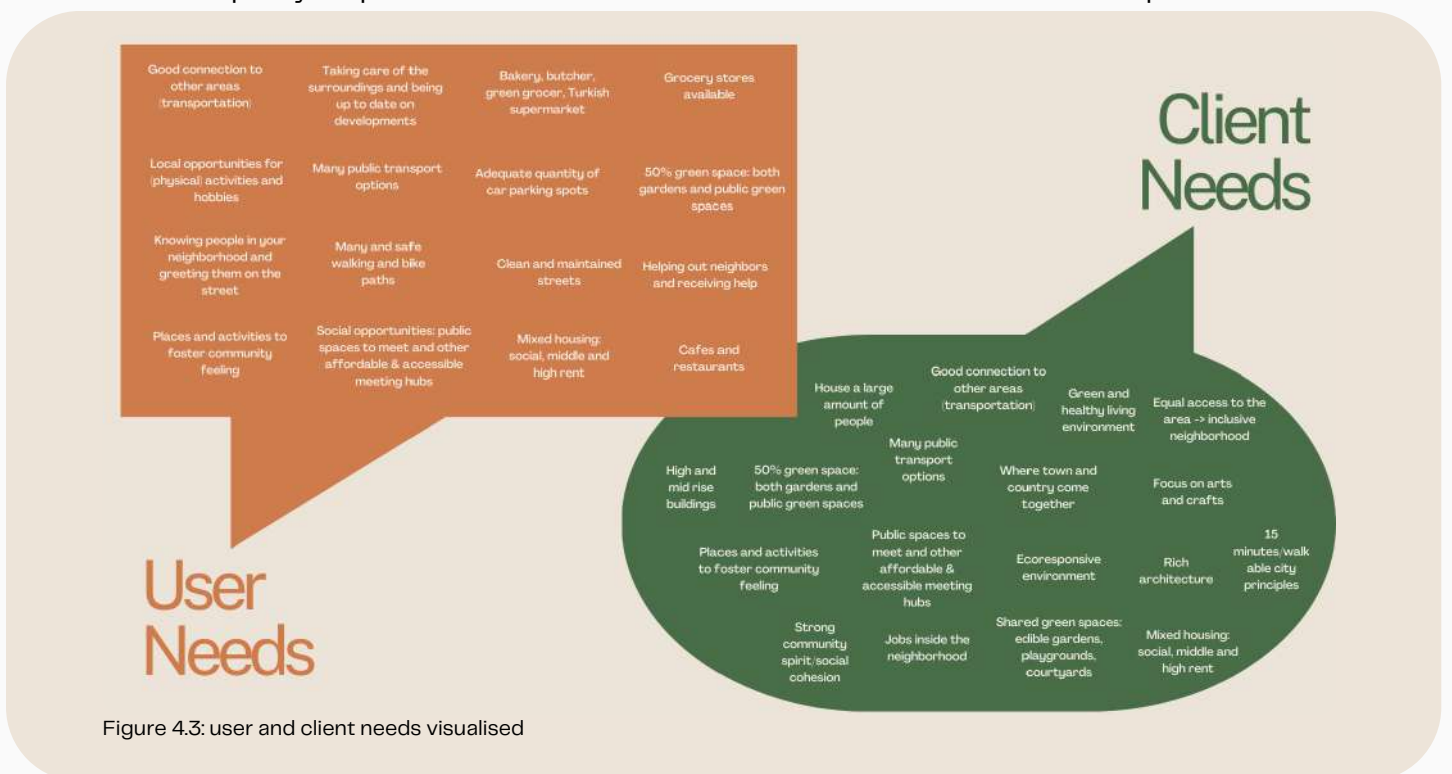 Good connection to
other areas
(transportation)
Taking care of the
surroundings and being
up to date on
developments
Bakery, butcher,
green grocer, Turkish
supermarket
Grocery stores
available
Local opportunities for
(physical) activities and
hobbies
Many public transport
options
Adequate quantity of
car parking spots
50% green space: both
gardens and public green
spaces
Knowing people in your
neighborhood and
greeting them on the
street
Many and safe
walking and bike
paths
Clean and maintained
streets
Helping out neighbors
and receiving help
Places and activities to
foster community
feeling
Social opportunities: public
spaces to meet and other
affordable & accessible
meeting hubs
Mixed housing:
social, middle and
high rent
Cafes and
restaurants
User
Needs
Client
Needs
House a large
amount of
people
Good connection to
other areas
(transportation)
Green and
healthy living
environment
Equal access to the
area -> inclusive
neighborhood
High and
mid rise
buildings
50% green space:
both gardens and
public green spaces
Many public
transport
options
Where town and
country come
together
Focus on arts
and crafts
Places and activities
to foster community
feeling
Public spaces to
meet and other
affordable &
accessible meeting
hubs
Ecoresponsive
environment
Rich
architecture
15
minutes/walk
able city
principles
Strong
community
spirit/social
cohesion
Jobs inside the
neighborhood
Shared green spaces:
edible gardens,
playgrounds,
courtyards
Mixed housing:
social, middle and
high rent
Figure 4.3: user and client needs visualised